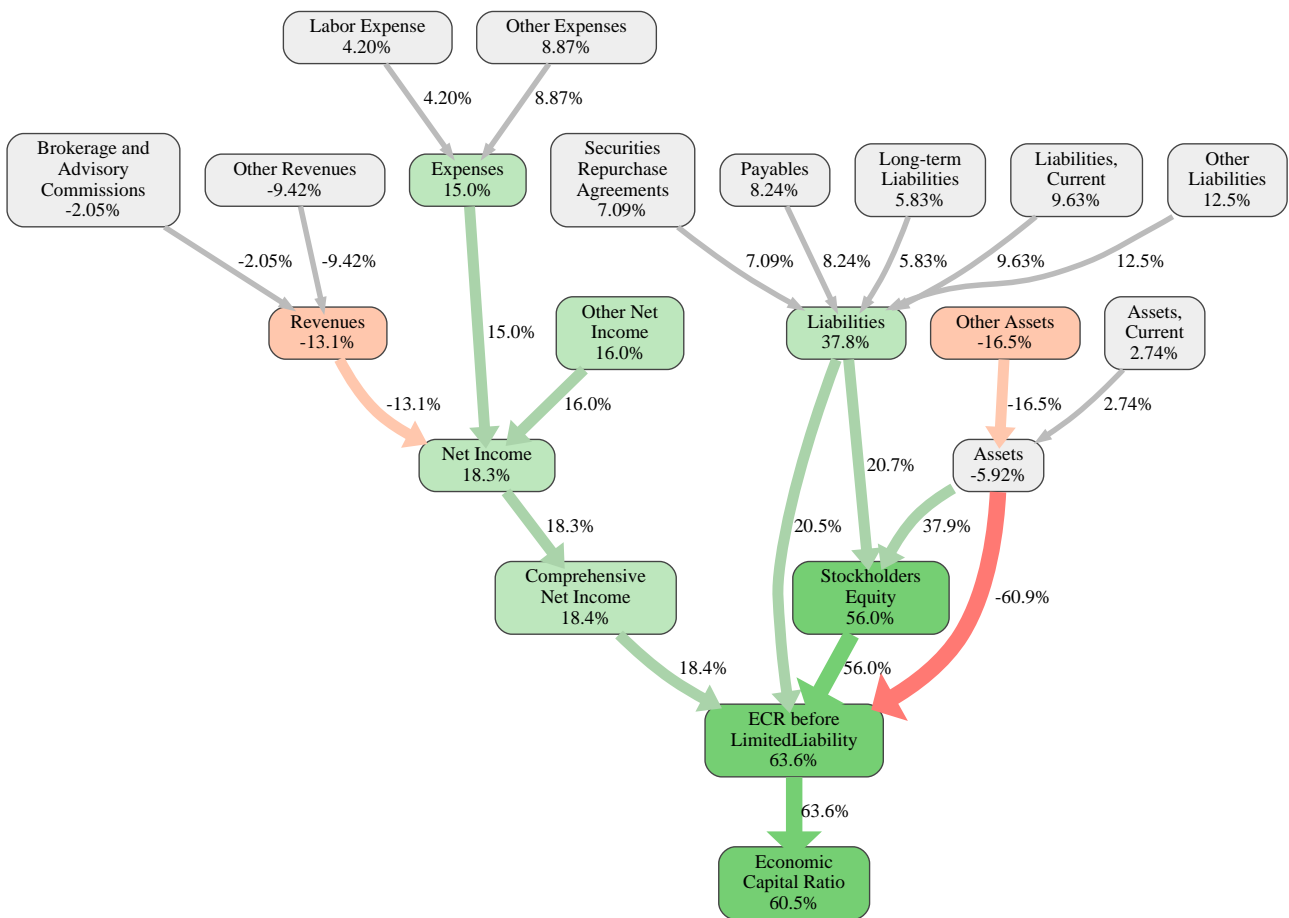 Labor Expense
4.20%
Other Expenses
8.87%
4.20%
8.87%
Brokerage and
Advisory
Commissions
-2.05%
Other Revenues
-9.42%
Expenses
15.0%
Securities
Repurchase
Agreements
7.09%
Payables
8.24%
Long-term
Liabilities
5.83%
Liabilities,
Current
9.63%
Other
Liabilities
12.5%
-2.05%
-9.42%
7.09%
8.24%
5.83%
9.63%
12.5%
Revenues
-13.1%
15.0%
Other Net
Income
16.0%
Liabilities
37.8%
Other Assets
-16.5%
Assets,
Current
2.74%
-13.1%
16.0%
-16.5%
2.74%
Net Income
18.3%
20.7%
Assets
-5.92%
18.3%
20.5%
37.9%
Comprehensive
Net Income
18.4%
Stockholders
Equity
56.0%
-60.9%
18.4%
56.0%
ECR before
LimitedLiability
63.6%
63.6%
Economic
Capital Ratio
60.5%